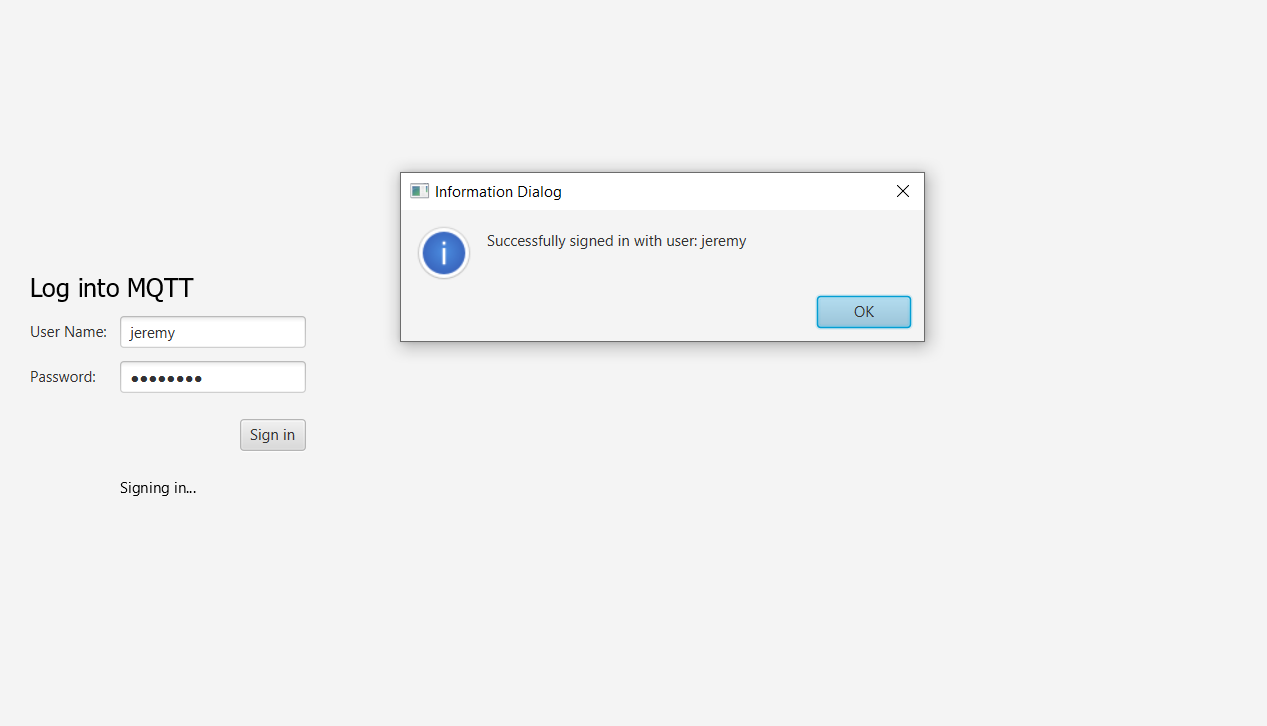 Information Dialog
Successfully signed in with user: jeremy
OK
Log into MQTT
User Name: jeremy
Password: ●●●●●●●●
Sign in
Signing in...